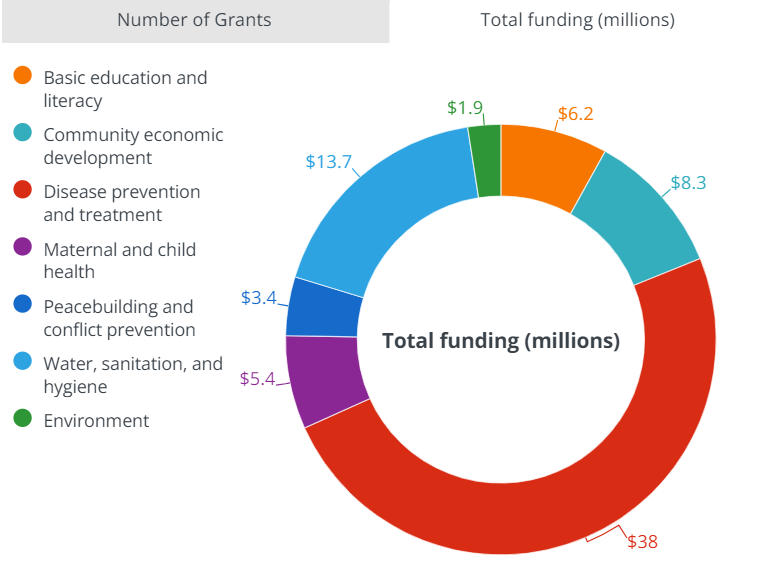 Number of Grants
Total funding (millions)
Basic education and
literacy
Community economic
development
Disease prevention
and treatment
Maternal and child
health
Peacebuilding and
conflict prevention
Water, sanitation, and
hygiene
Environment
$1.9
$6.2
$13.7
$8.3
$3.4
Total funding (millions)
$5.4
$38